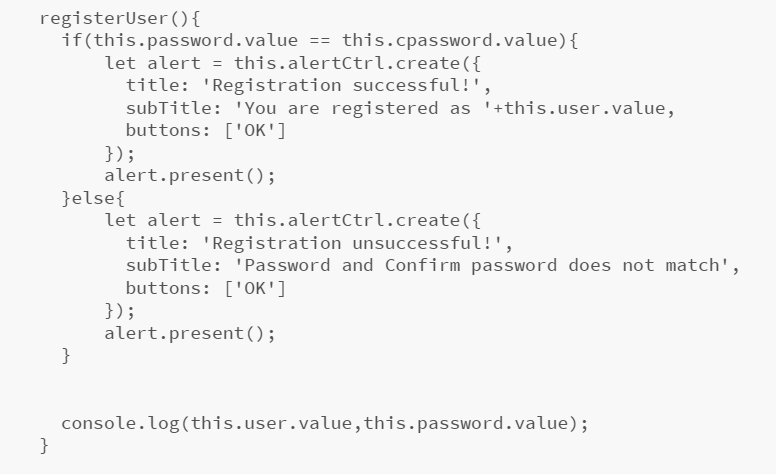 registerUser(){
if(this.password.value == this.cpassword.value){
let alert = this.alertCtrl.create({
title: 'Registration successful!',
subTitle: 'You are registered as '+this.user.value,
buttons: ['OK']
});
alert.present();
}else{
let alert = this.alertCtrl.create({
title: 'Registration unsuccessful!',
subTitle: 'Password and Confirm password does not match',
buttons: ['OK']
});
alert.present();
}
console.log(this.user.value,this.password.value);
}